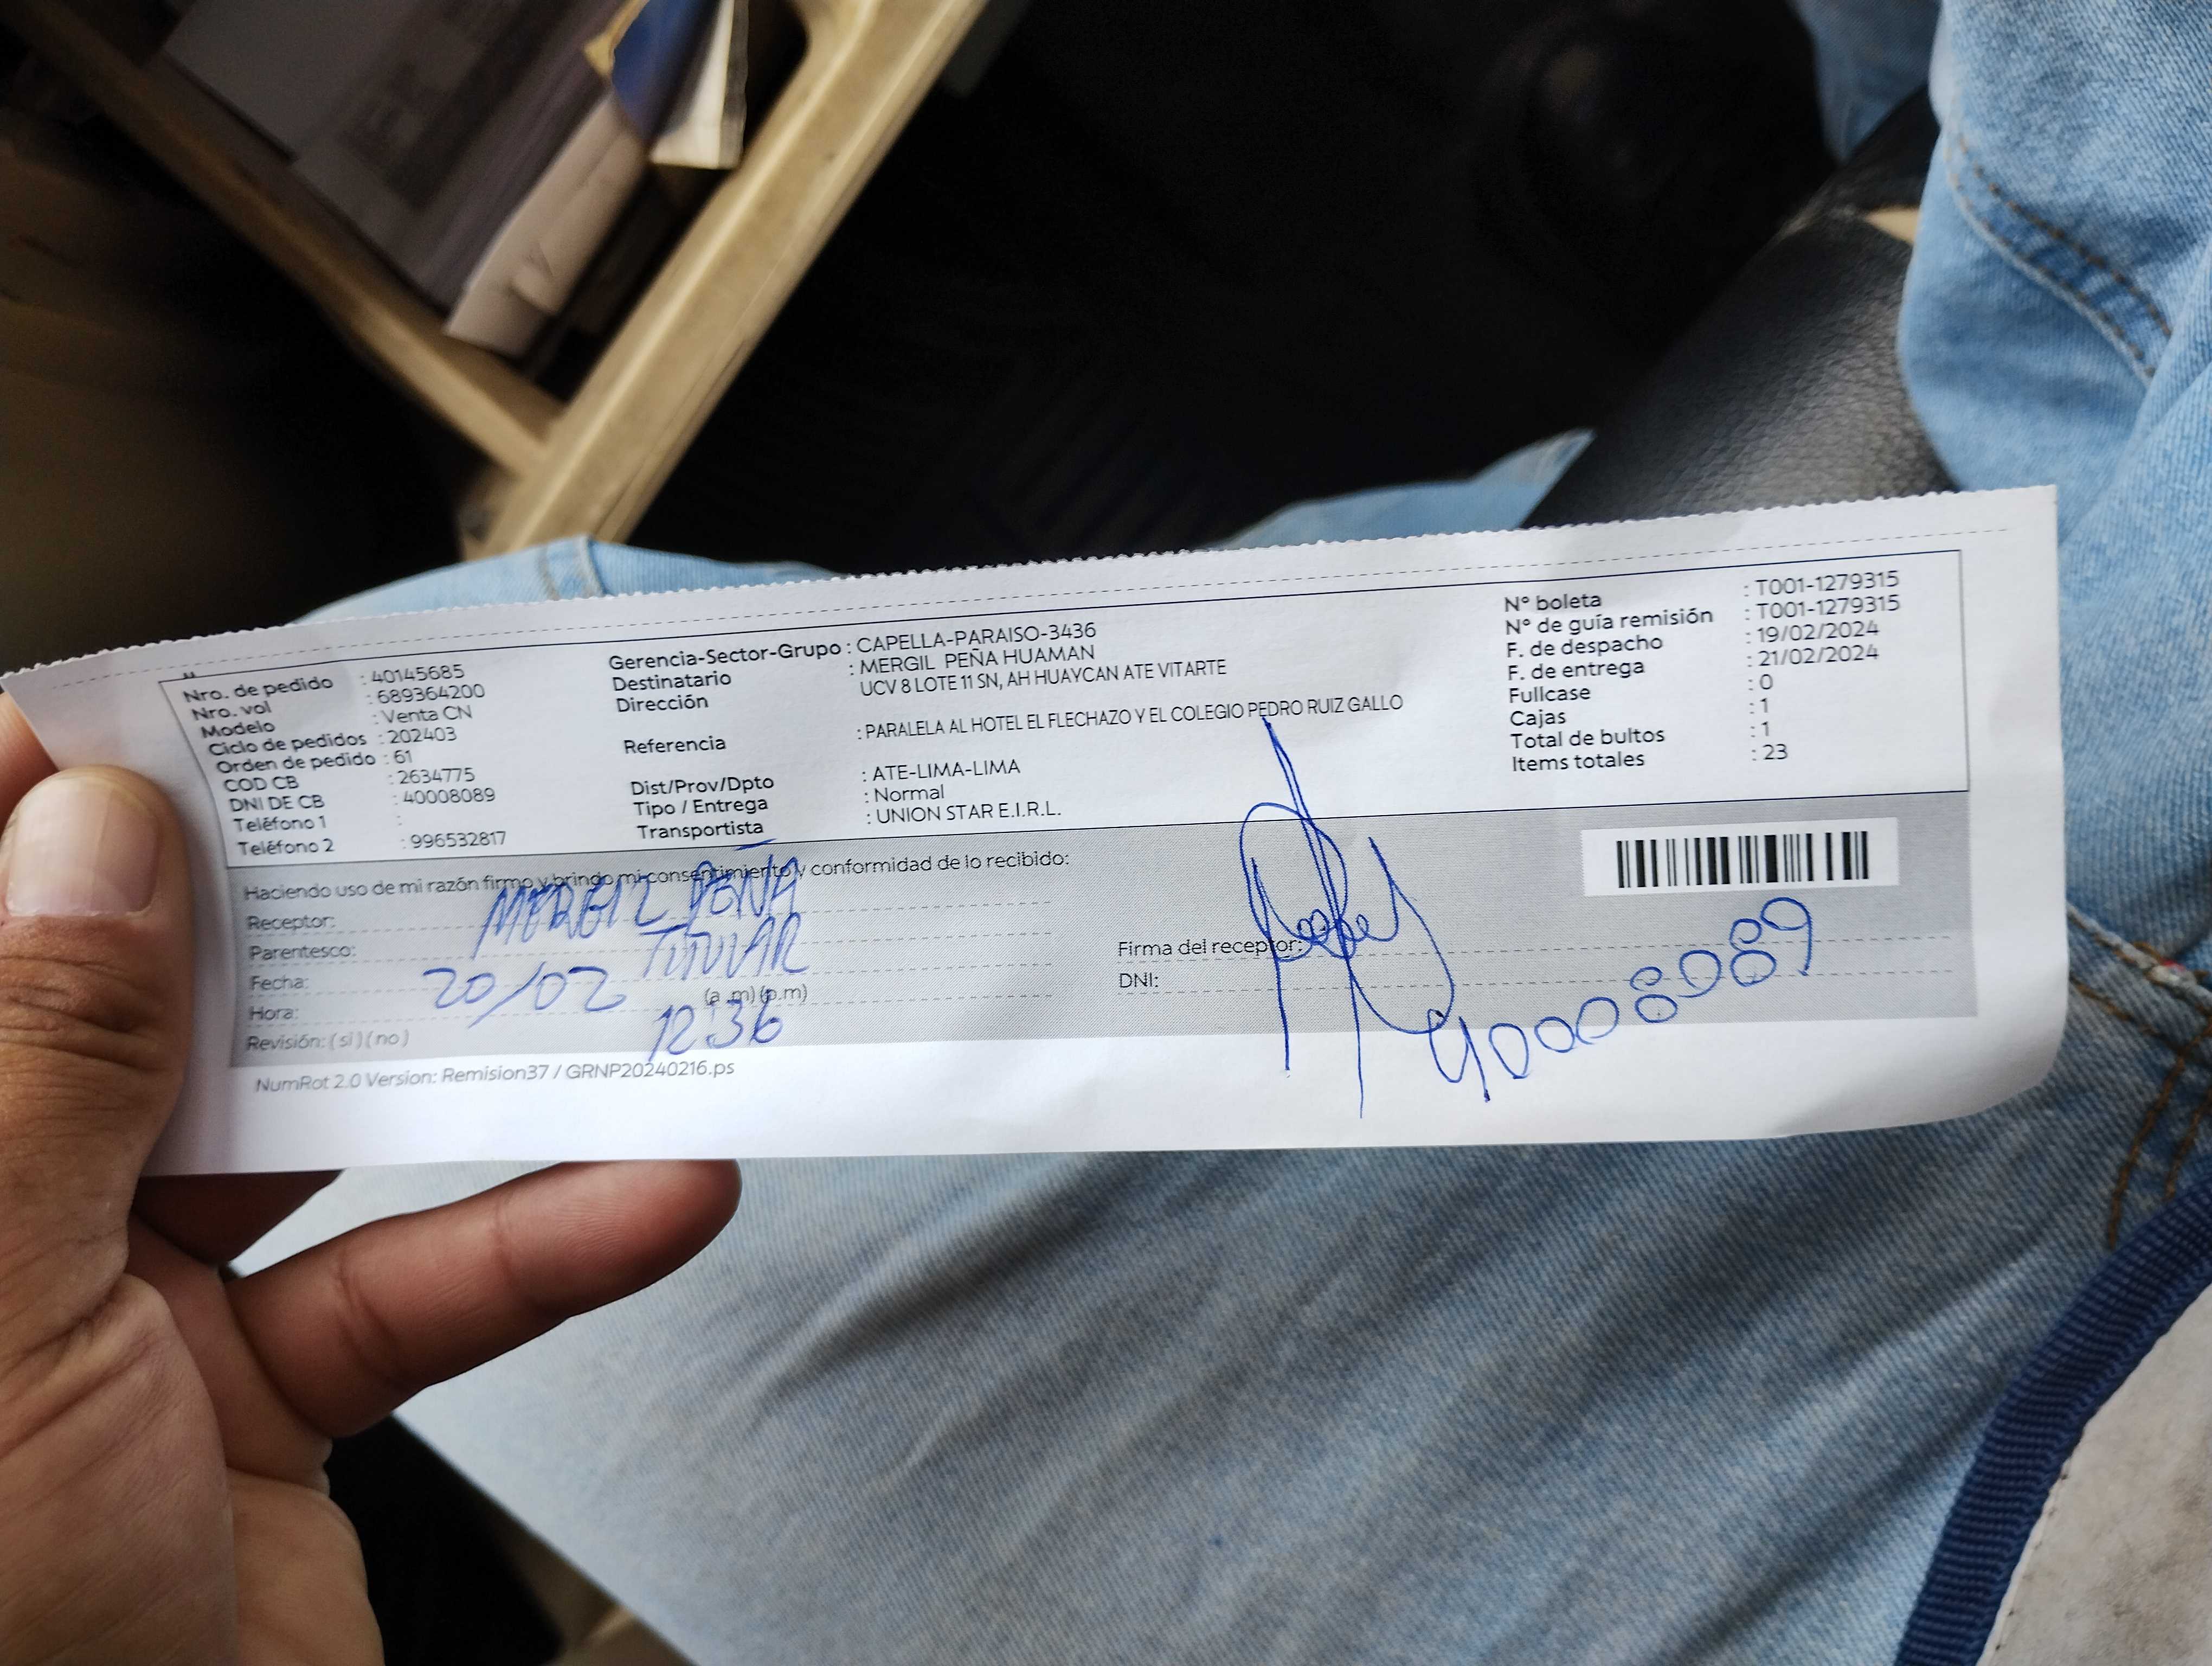 Nro. de pedido : 40145685
Nro. vol : 689364200
Modelo : Venta CN
Ciclo de pedidos : 202403
Orden de pedido : 61
COD CB : 2634775
DNI DE CB : 40008089
Teléfono 1 :
Teléfono 2 : 996532817
Gerencia-Sector-Grupo : CAPELLA-PARAISO-3436
Destinatario : MERGIL PEÑA HUAMAN
Dirección UCV 8 LOTE 11 SN, AH HUAYCAN ATE VITARTE
Referencia : PARALELA AL HOTEL EL FLECHAZO Y EL COLEGIO PEDRO RUIZ GALLO
Dist/Prov/Dpto : ATE-LIMA-LIMA
Tipo / Entrega : Normal
Transportista : UNION STAR E.I.R.L.
N° boleta : T001-1279315
N° de guía remisión : T001-1279315
F. de despacho : 19/02/2024
F. de entrega : 21/02/2024
Fullcase : 0
Cajas : 1
Total de bultos : 1
Items totales : 23
Haciendo uso de mi razón firmo y brindo mi consentimiento y conformidad de lo recibido:
Receptor: MERGIL PEÑA
Parentesco: TITULAR
Fecha: 20/02
Hora: 12:36 (a .m) (p.m)
Revisión: ( si ) ( no )
Firma del receptor:
DNI: 40008089
NumRot 2.0 Version: Remision37 / GRNP20240216.ps